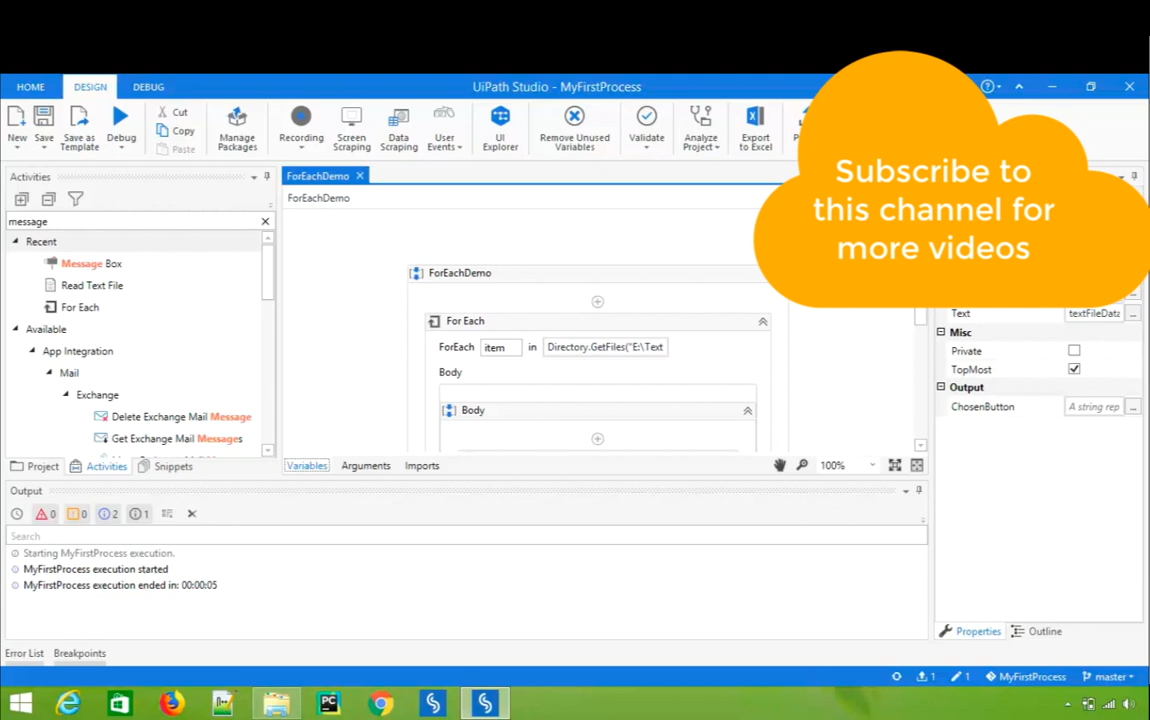 HOME DESIGN DEBUG
UiPath Studio - MyFirstProcess
New
Save
Save as
Template
Debug
Cut
Copy
Paste
Manage
Packages
Recording
Screen
Scraping
Data
Scraping
User
Events
UI
Explorer
Remove Unused
Variables
Validate
Analyze
Project
Export
to Excel
Subscribe to
this channel for
more videos
Activities
message
Recent
Message Box
Read Text File
For Each
Available
App Integration
Mail
Exchange
Delete Exchange Mail Message
Get Exchange Mail Messages
Project Activities Snippets
ForEachDemo
ForEachDemo
ForEachDemo
For Each
ForEach item in Directory.GetFiles("E:\Text
Body
Body
Variables Arguments Imports
100%
Text textFileData
Misc
Private
TopMost
Output
ChosenButton A string rep
Properties Outline
Output
0 0 2 1
Search
Starting MyFirstProcess execution.
MyFirstProcess execution started
MyFirstProcess execution ended in: 00:00:05
Error List Breakpoints
1 1 MyFirstProcess master
PC